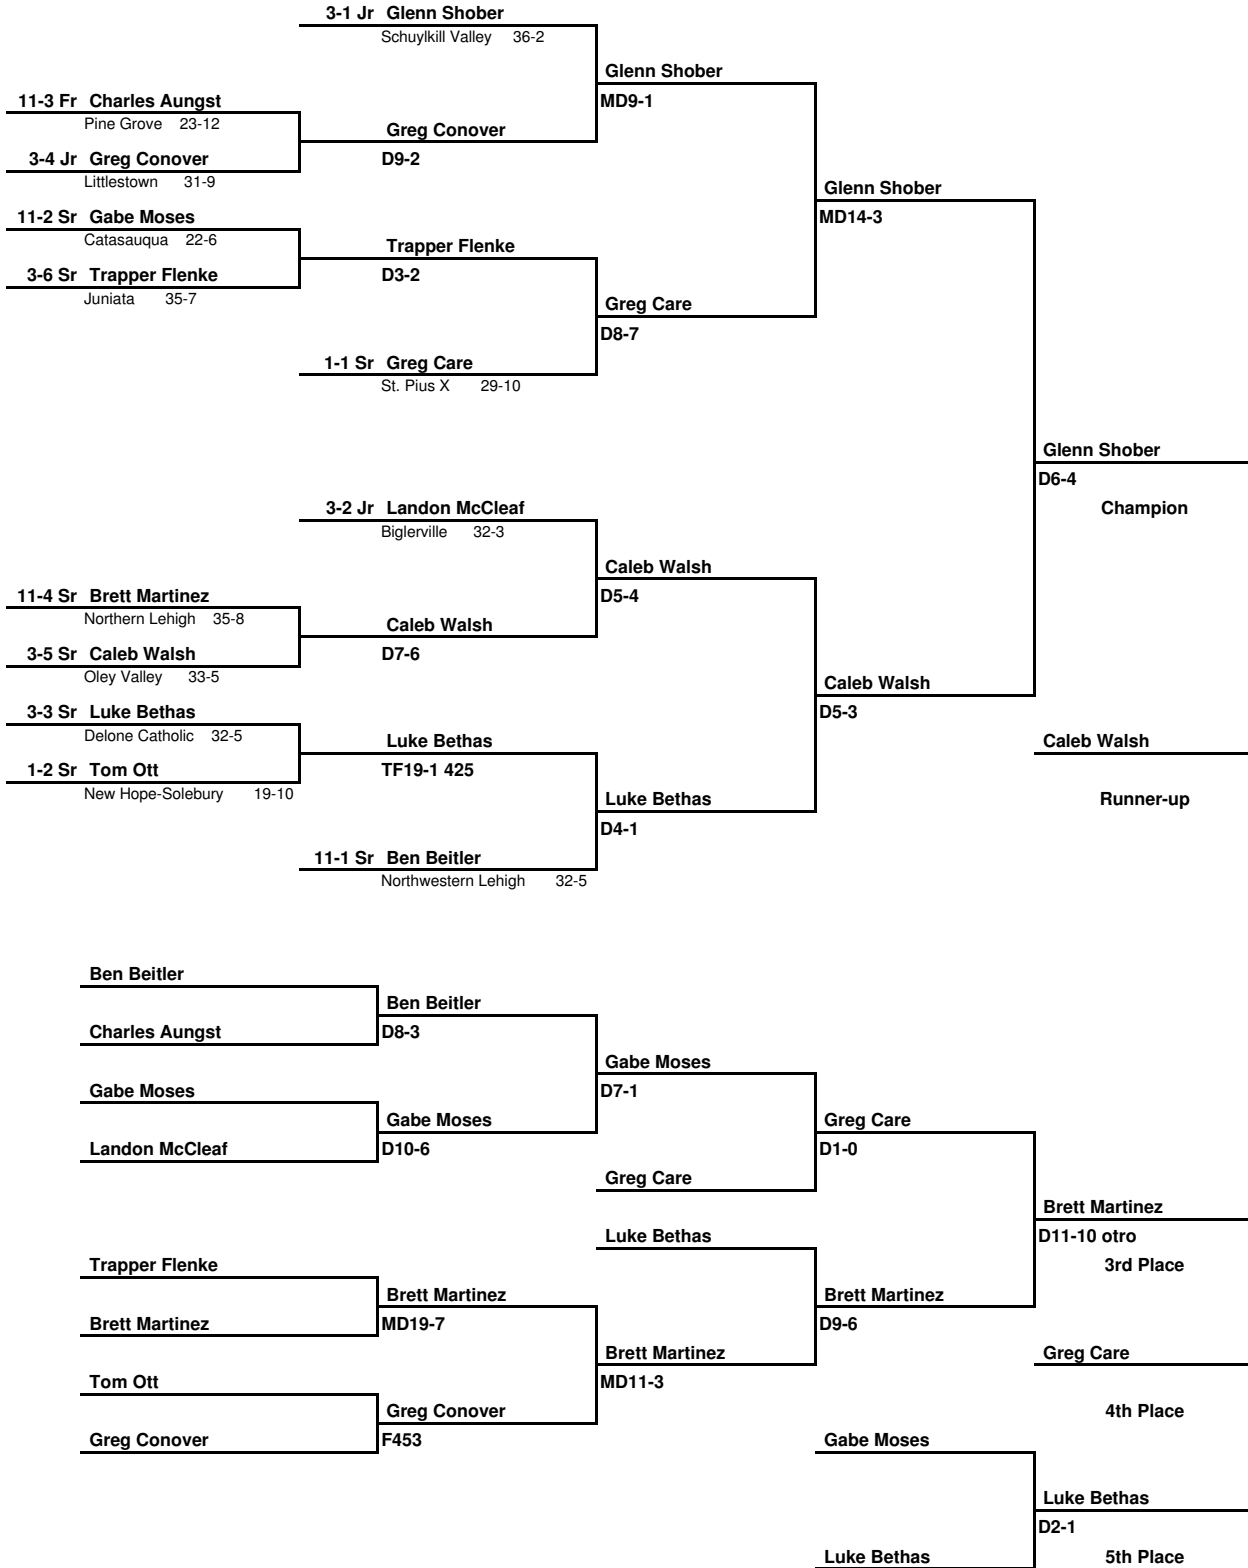 3-1 Jr Glenn Shober
Schuylkill Valley 36-2
Glenn Shober
11-3 Fr Charles Aungst
MD9-1
Pine Grove 23-12
Greg Conover
3-4 Jr Greg Conover
D9-2
Littlestown 31-9
Glenn Shober
11-2 Sr Gabe Moses
MD14-3
Catasauqua 22-6
Trapper Flenke
3-6 Sr Trapper Flenke
D3-2
Juniata 35-7
Greg Care
D8-7
1-1 Sr Greg Care
St. Pius X 29-10
Glenn Shober
D6-4
3-2 Jr Landon McCleaf
Champion
Biglerville 32-3
Caleb Walsh
11-4 Sr Brett Martinez
D5-4
Northern Lehigh 35-8
Caleb Walsh
3-5 Sr Caleb Walsh
D7-6
Oley Valley 33-5
Caleb Walsh
3-3 Sr Luke Bethas
D5-3
Delone Catholic 32-5
Luke Bethas
Caleb Walsh
1-2 Sr Tom Ott
TF19-1 425
New Hope-Solebury 19-10
Luke Bethas
Runner-up
D4-1
11-1 Sr Ben Beitler
Northwestern Lehigh 32-5
Ben Beitler
Ben Beitler
Charles Aungst
D8-3
Gabe Moses
Gabe Moses
D7-1
Gabe Moses
Greg Care
Landon McCleaf
D10-6
D1-0
Greg Care
Brett Martinez
Luke Bethas
D11-10 otro
Trapper Flenke
3rd Place
Brett Martinez
Brett Martinez
Brett Martinez
MD19-7
D9-6
Brett Martinez
Greg Care
Tom Ott
MD11-3
Greg Conover
4th Place
Greg Conover
F453
Gabe Moses
Luke Bethas
D2-1
Luke Bethas
5th Place